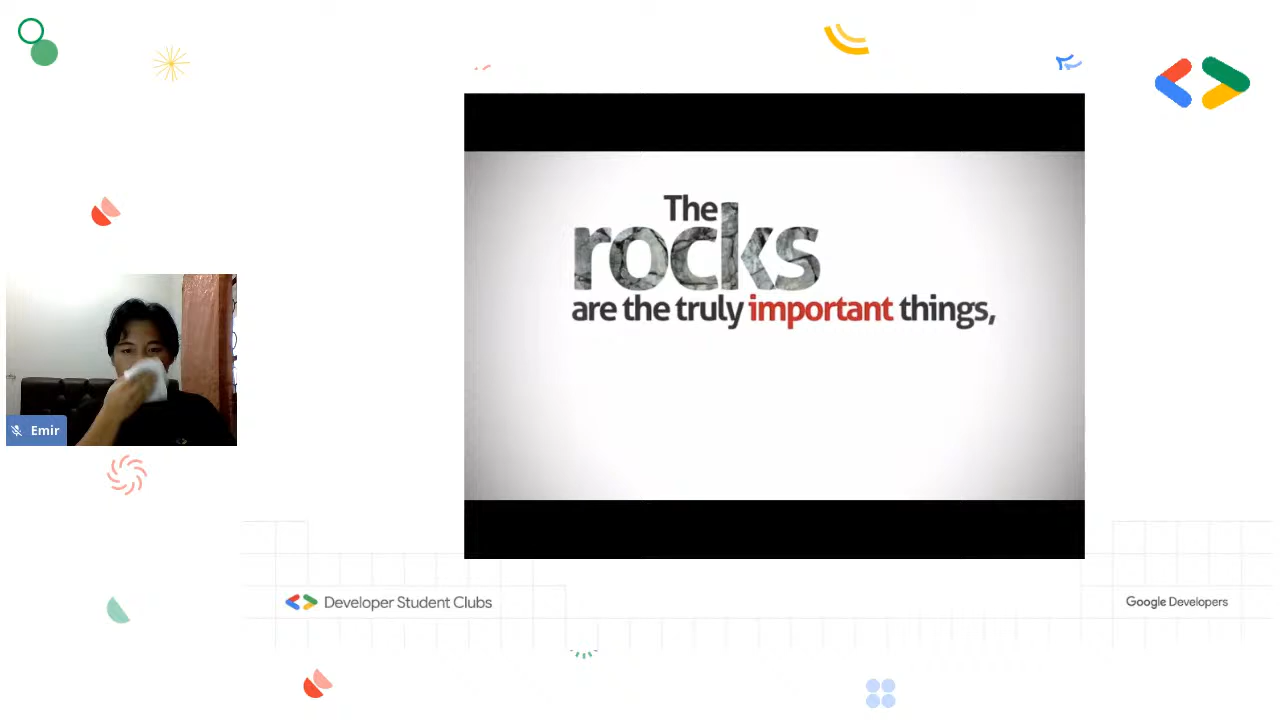 The
rocks
are the truly important things,
Emir
Developer Student Clubs
Google Developers